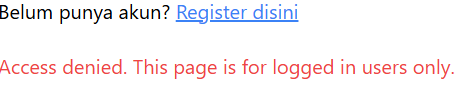 Belum punya akun? Register disini
Access denied. This page is for logged in users only.